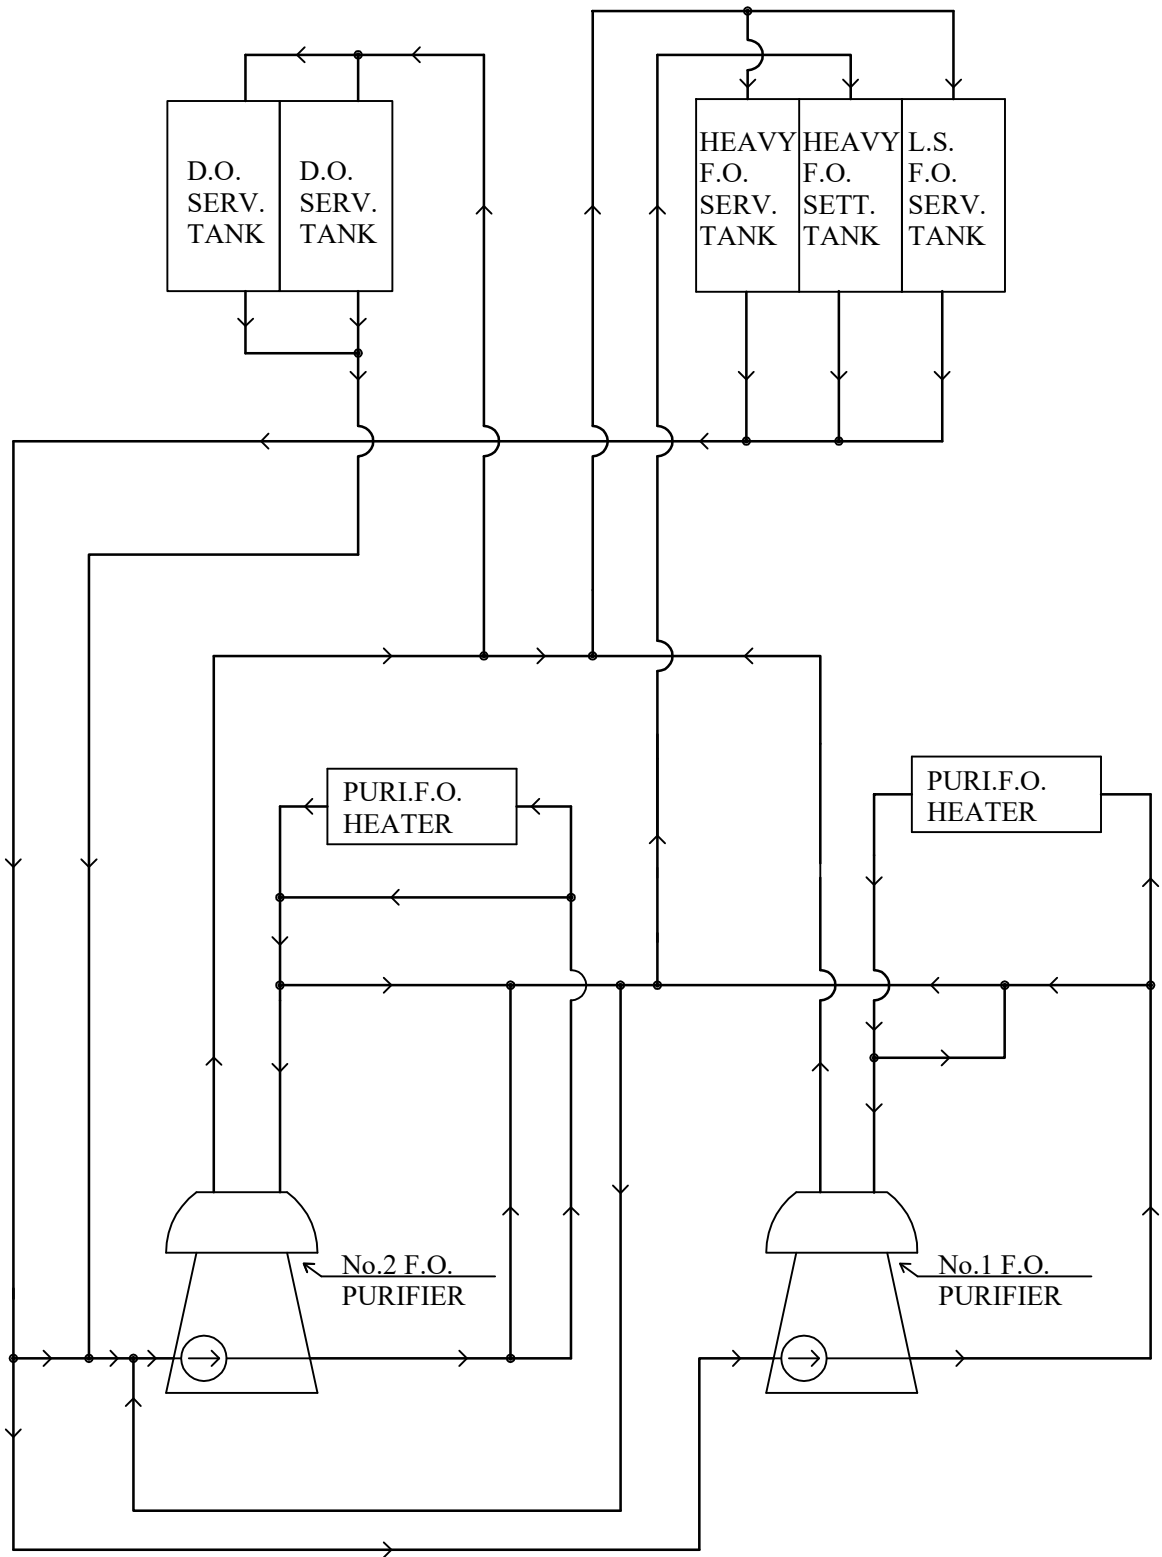 D.O.
SERV.
TANK
D.O.
SERV.
TANK
HEAVY
F.O.
SERV.
TANK
HEAVY
F.O.
SETT.
TANK
L.S.
F.O.
SERV.
TANK
PURI.F.O.
HEATER
PURI.F.O.
HEATER
No.2 F.O.
PURIFIER
No.1 F.O.
PURIFIER